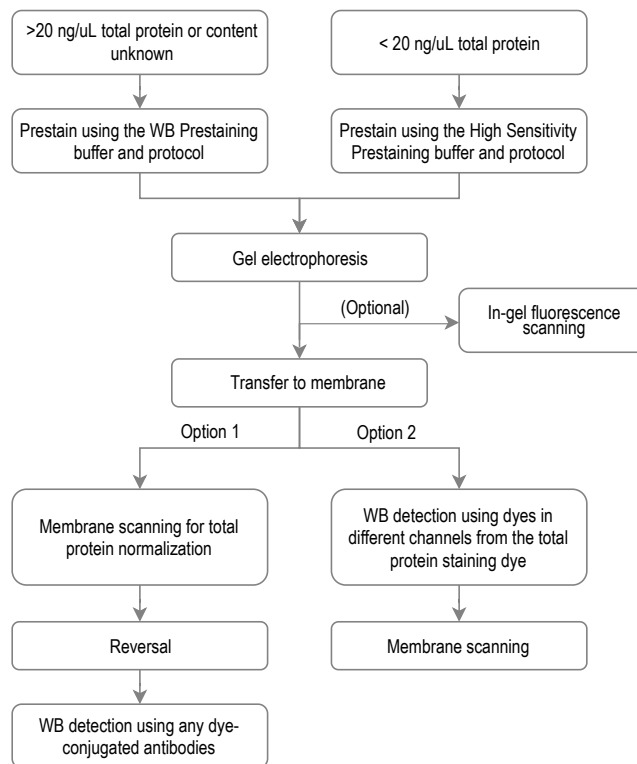 >20 ng/uL total protein or content
unknown
< 20 ng/uL total protein
Prestain using the WB Prestaining
buffer and protocol
Prestain using the High Sensitivity
Prestaining buffer and protocol
Gel electrophoresis
(Optional)
In-gel fluorescence
scanning
Transfer to membrane
Option 1
Option 2
Membrane scanning for total
protein normalization
WB detection using dyes in
different channels from the total
protein staining dye
Reversal
Membrane scanning
WB detection using any dye-
conjugated antibodies